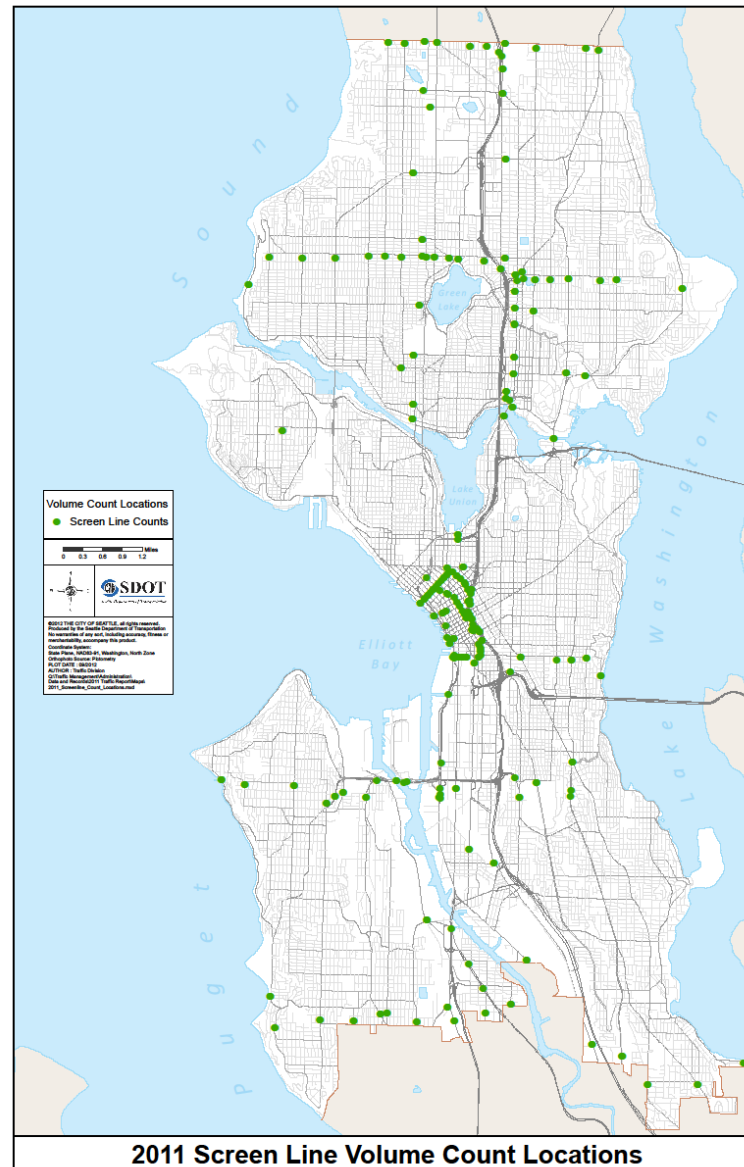 Puget Sound
Green
Lake
Lake
Union
Lake Washington
Elliott
Bay
Volume Count Locations
Screen Line Counts
Miles
0 0.3 0.6 0.9 1.2
SDOT
©2012 THE CITY OF SEATTLE, all rights reserved.
Produced by the Seattle Department of Transportation
No warranties of any sort, including accuracy, fitness or
merchantability, accompany this product.
Coordinate System:
State Plane, NAD83-91, Washington, North Zone
Orthophoto Source: Pictometry
PLOT DATE :
AUTHOR : Traffic Division
2011_Screenline_Count_Locations.mxd
2011 Screen Line Volume Count Locations